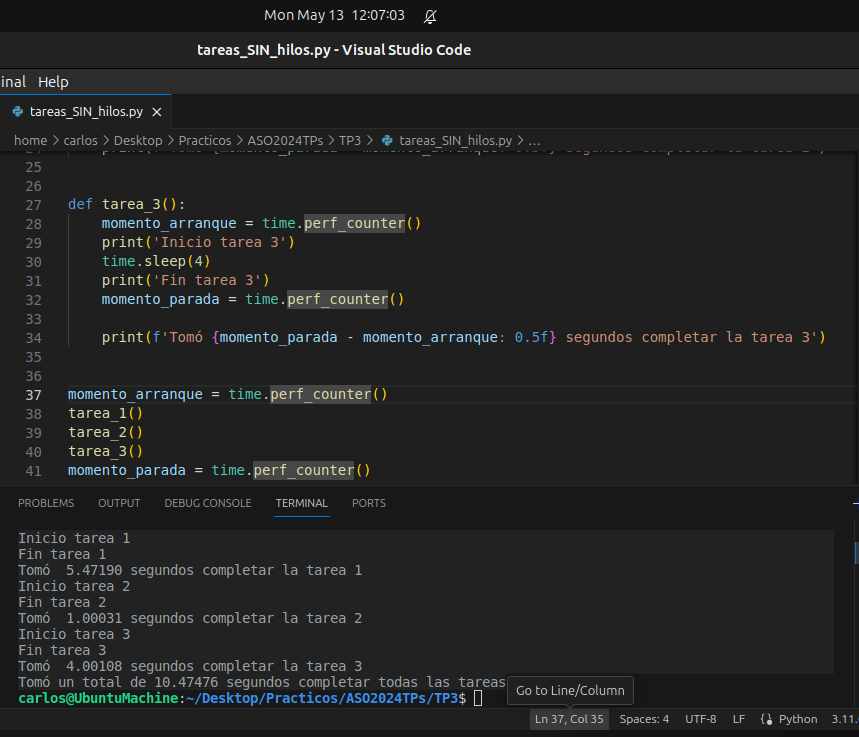 Mon May 13 12:07:03
tareas_SIN_hilos.py - Visual Studio Code
inal Help
tareas_SIN_hilos.py
home > carlos > Desktop > Practicos > ASO2024TPs > TP3 > tareas_SIN_hilos.py > ...
25
26
27 def tarea_3():
28 momento_arranque = time.perf_counter()
29 print('Inicio tarea 3')
30 time.sleep(4)
31 print('Fin tarea 3')
32 momento_parada = time.perf_counter()
33
34 print(f'Tomó {momento_parada - momento_arranque: 0.5f} segundos completar la tarea 3')
35
36
37 momento_arranque = time.perf_counter()
38 tarea_1()
39 tarea_2()
40 tarea_3()
41 momento_parada = time.perf_counter()
PROBLEMS OUTPUT DEBUG CONSOLE TERMINAL PORTS
Inicio tarea 1
Fin tarea 1
Tomó  5.47190 segundos completar la tarea 1
Inicio tarea 2
Fin tarea 2
Tomó  1.00031 segundos completar la tarea 2
Inicio tarea 3
Fin tarea 3
Tomó  4.00108 segundos completar la tarea 3
Tomó un total de 10.47476 segundos completar todas las tareas
carlos@UbuntuMachine:~/Desktop/Practicos/ASO2024TPs/TP3$
Go to Line/Column
Ln 37, Col 35 Spaces: 4 UTF-8 LF Python 3.11.